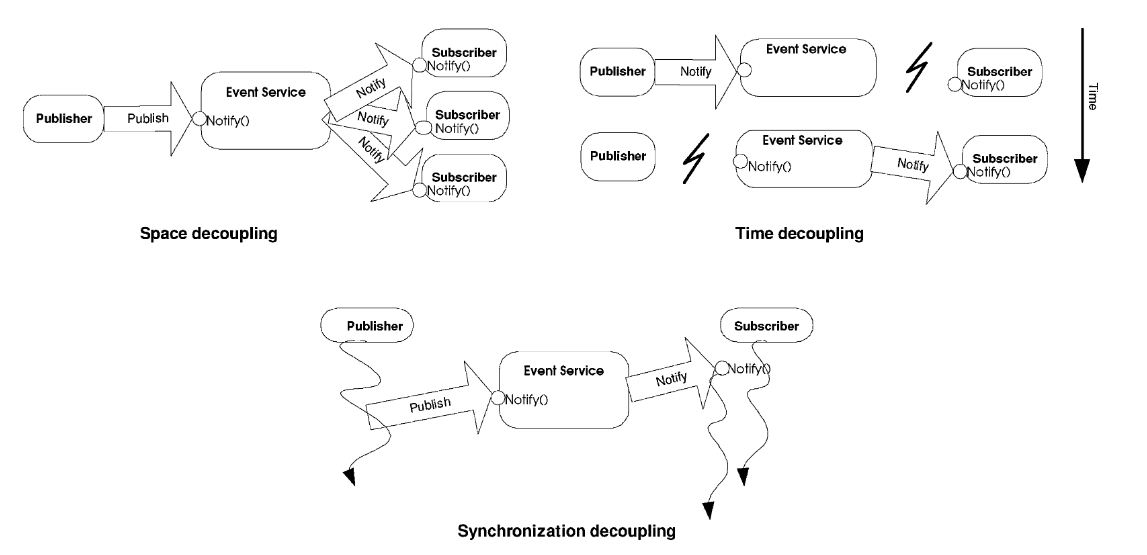 Publisher
Publish
Event Service
Notify()
Notify
Notify
Notify
Subscriber
Notify()
Subscriber
Notify()
Subscriber
Notify()
Space decoupling
Publisher
Notify
Event Service
Subscriber
Notify()
Publisher
Event Service
Notify()
Notify
Subscriber
Notify()
Time
Time decoupling
Publisher
Publish
Event Service
Notify()
Notify
Subscriber
Notify()
Synchronization decoupling